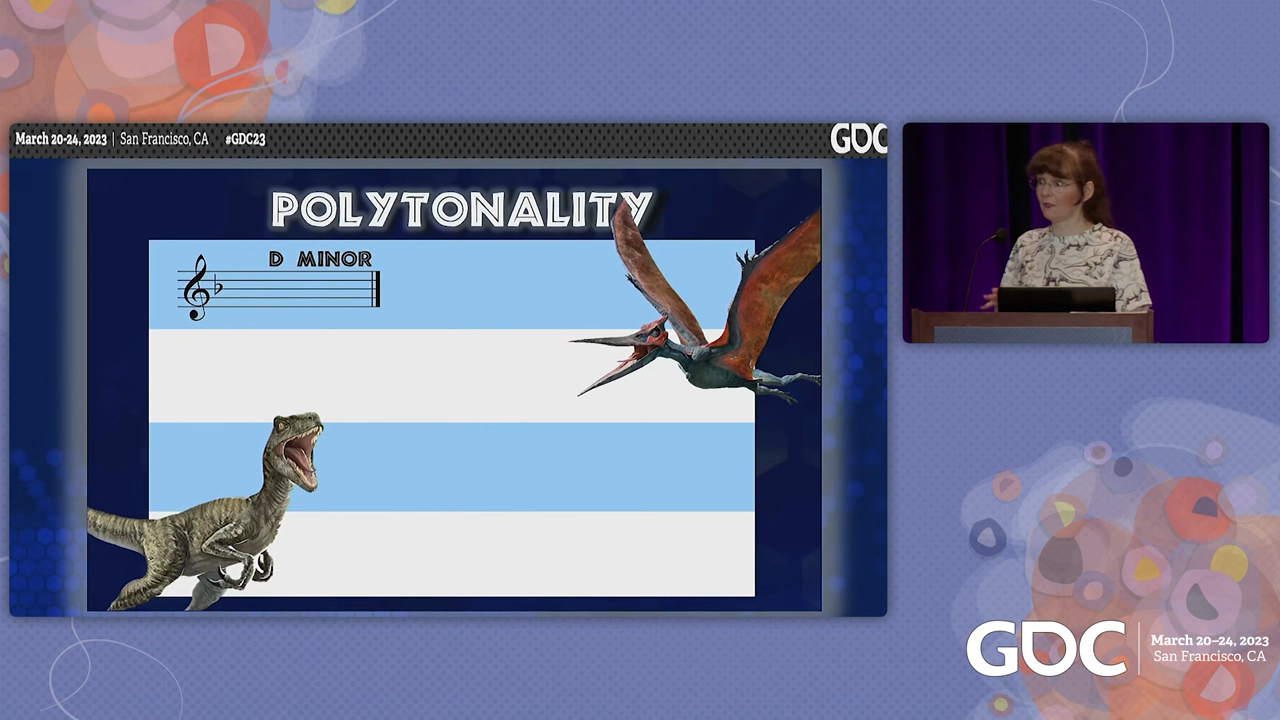 March 20-24, 2023 | San Francisco, CA #GDC23
GDC
POLYTONALITY
D MINOR
GDC
March 20–24, 2023
San Francisco, CA